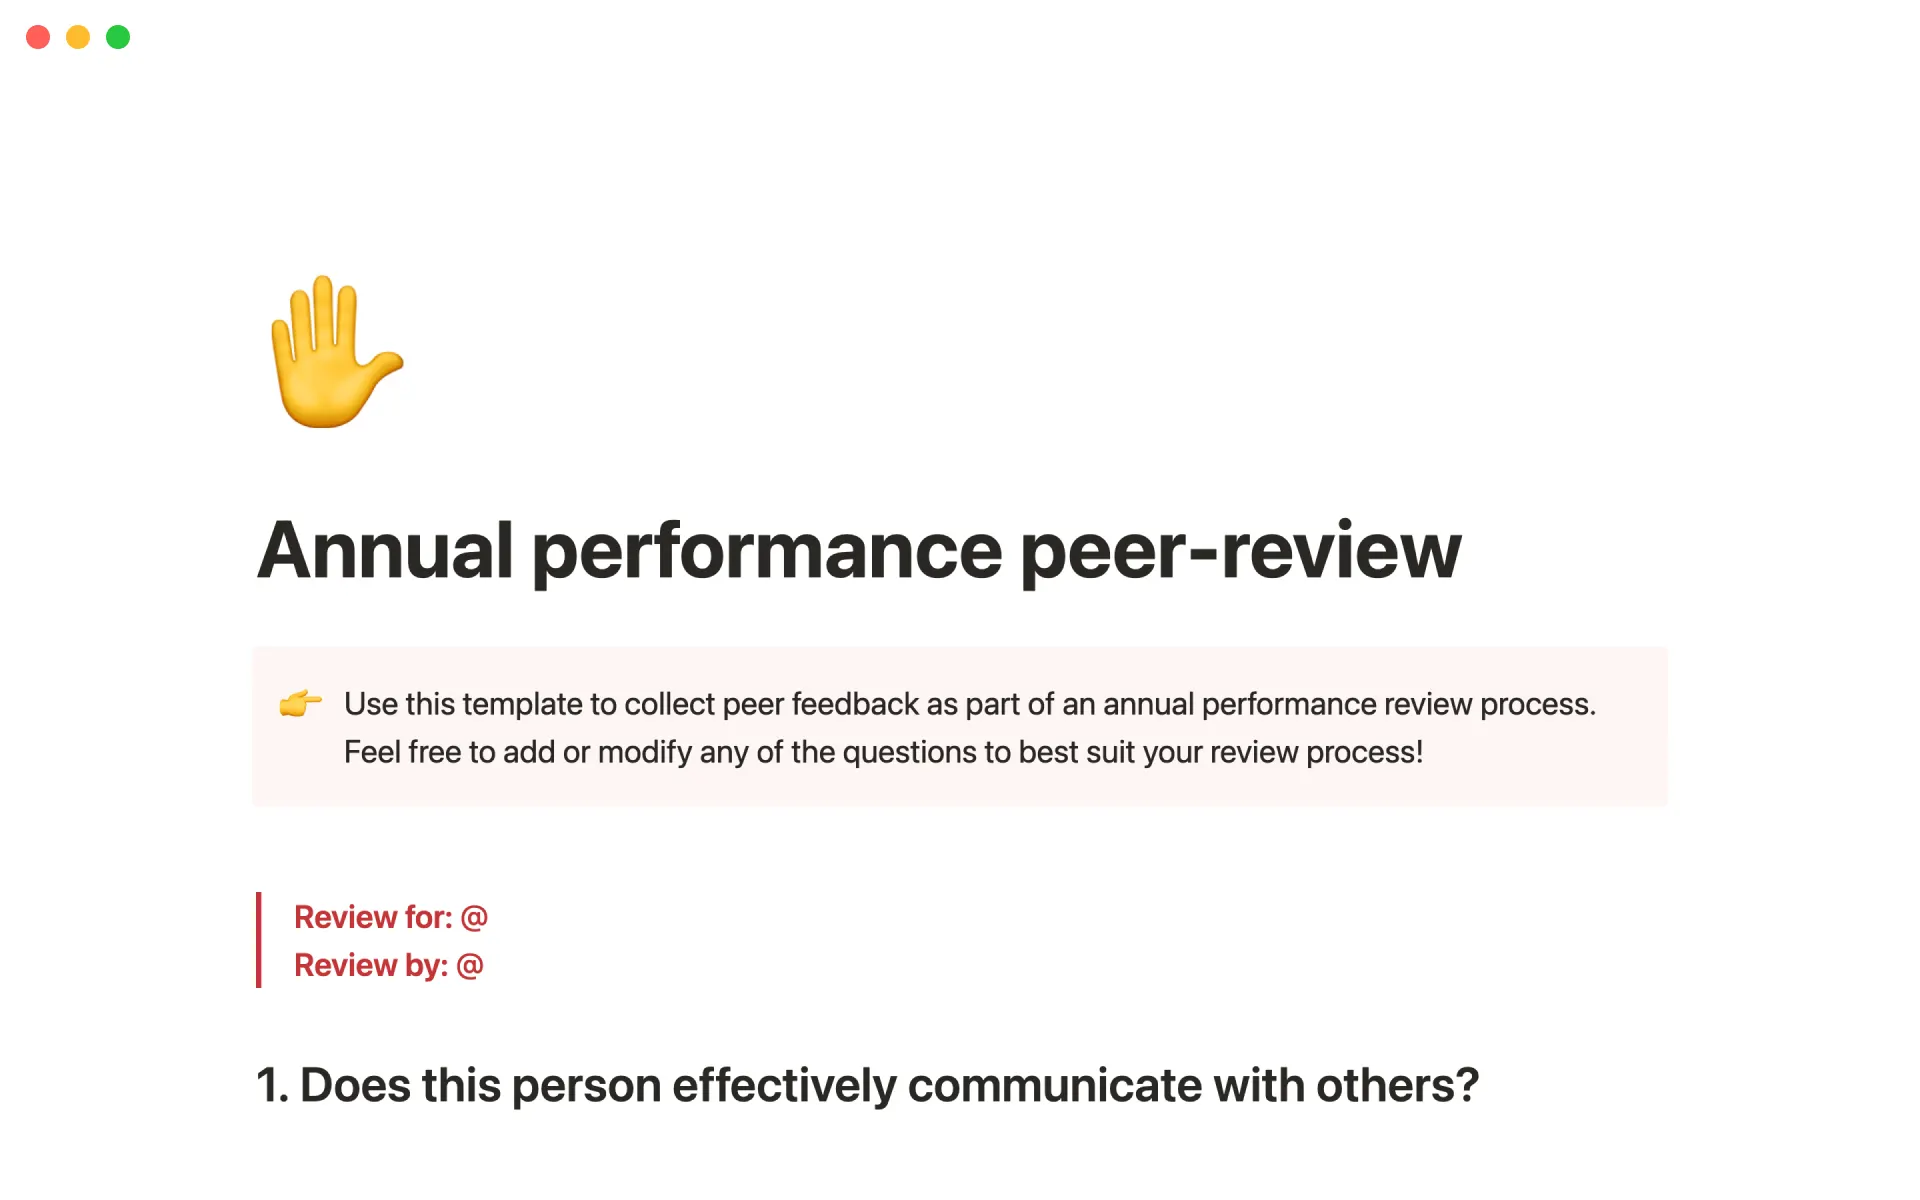 Annual performance peer-review
Use this template to collect peer feedback as part of an annual performance review process.
Feel free to add or modify any of the questions to best suit your review process!
Review for: @
Review by: @
1. Does this person effectively communicate with others?